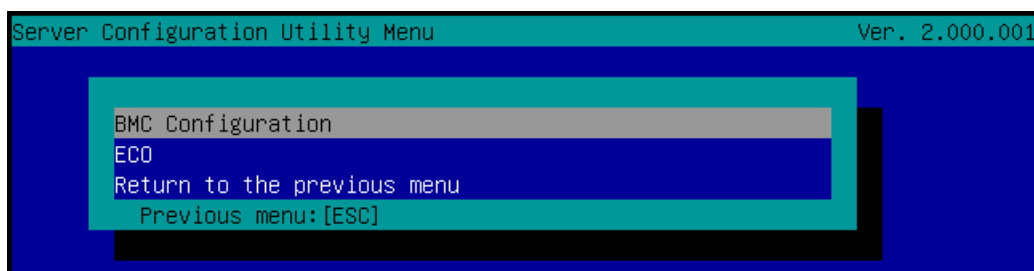 Server Configuration Utility Menu Ver. 2.000.001
BMC Configuration
ECO
Return to the previous menu
Previous menu:[ESC]